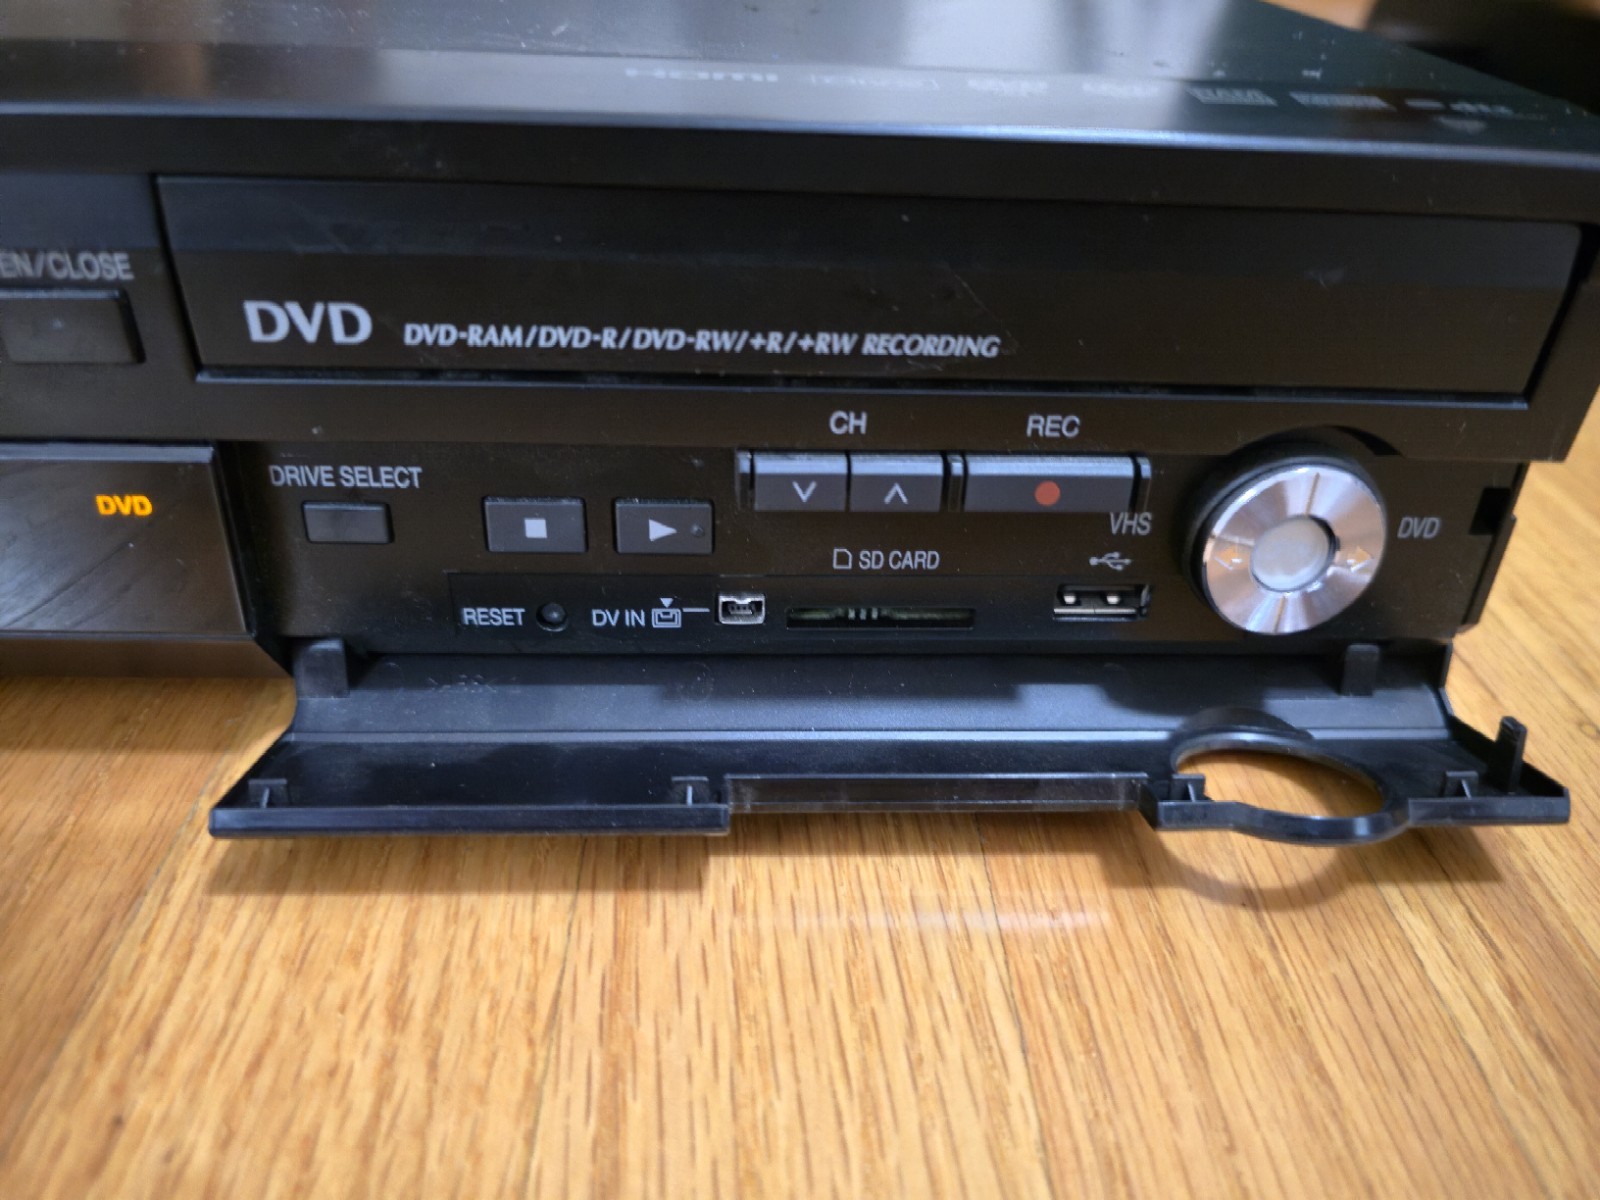 HDMI
EN/CLOSE
DVD DVD-RAM/DVD-R/DVD-RW/+R/+RW RECORDING
CH REC
DRIVE SELECT
DVD
VHS DVD
SD CARD
RESET DV IN